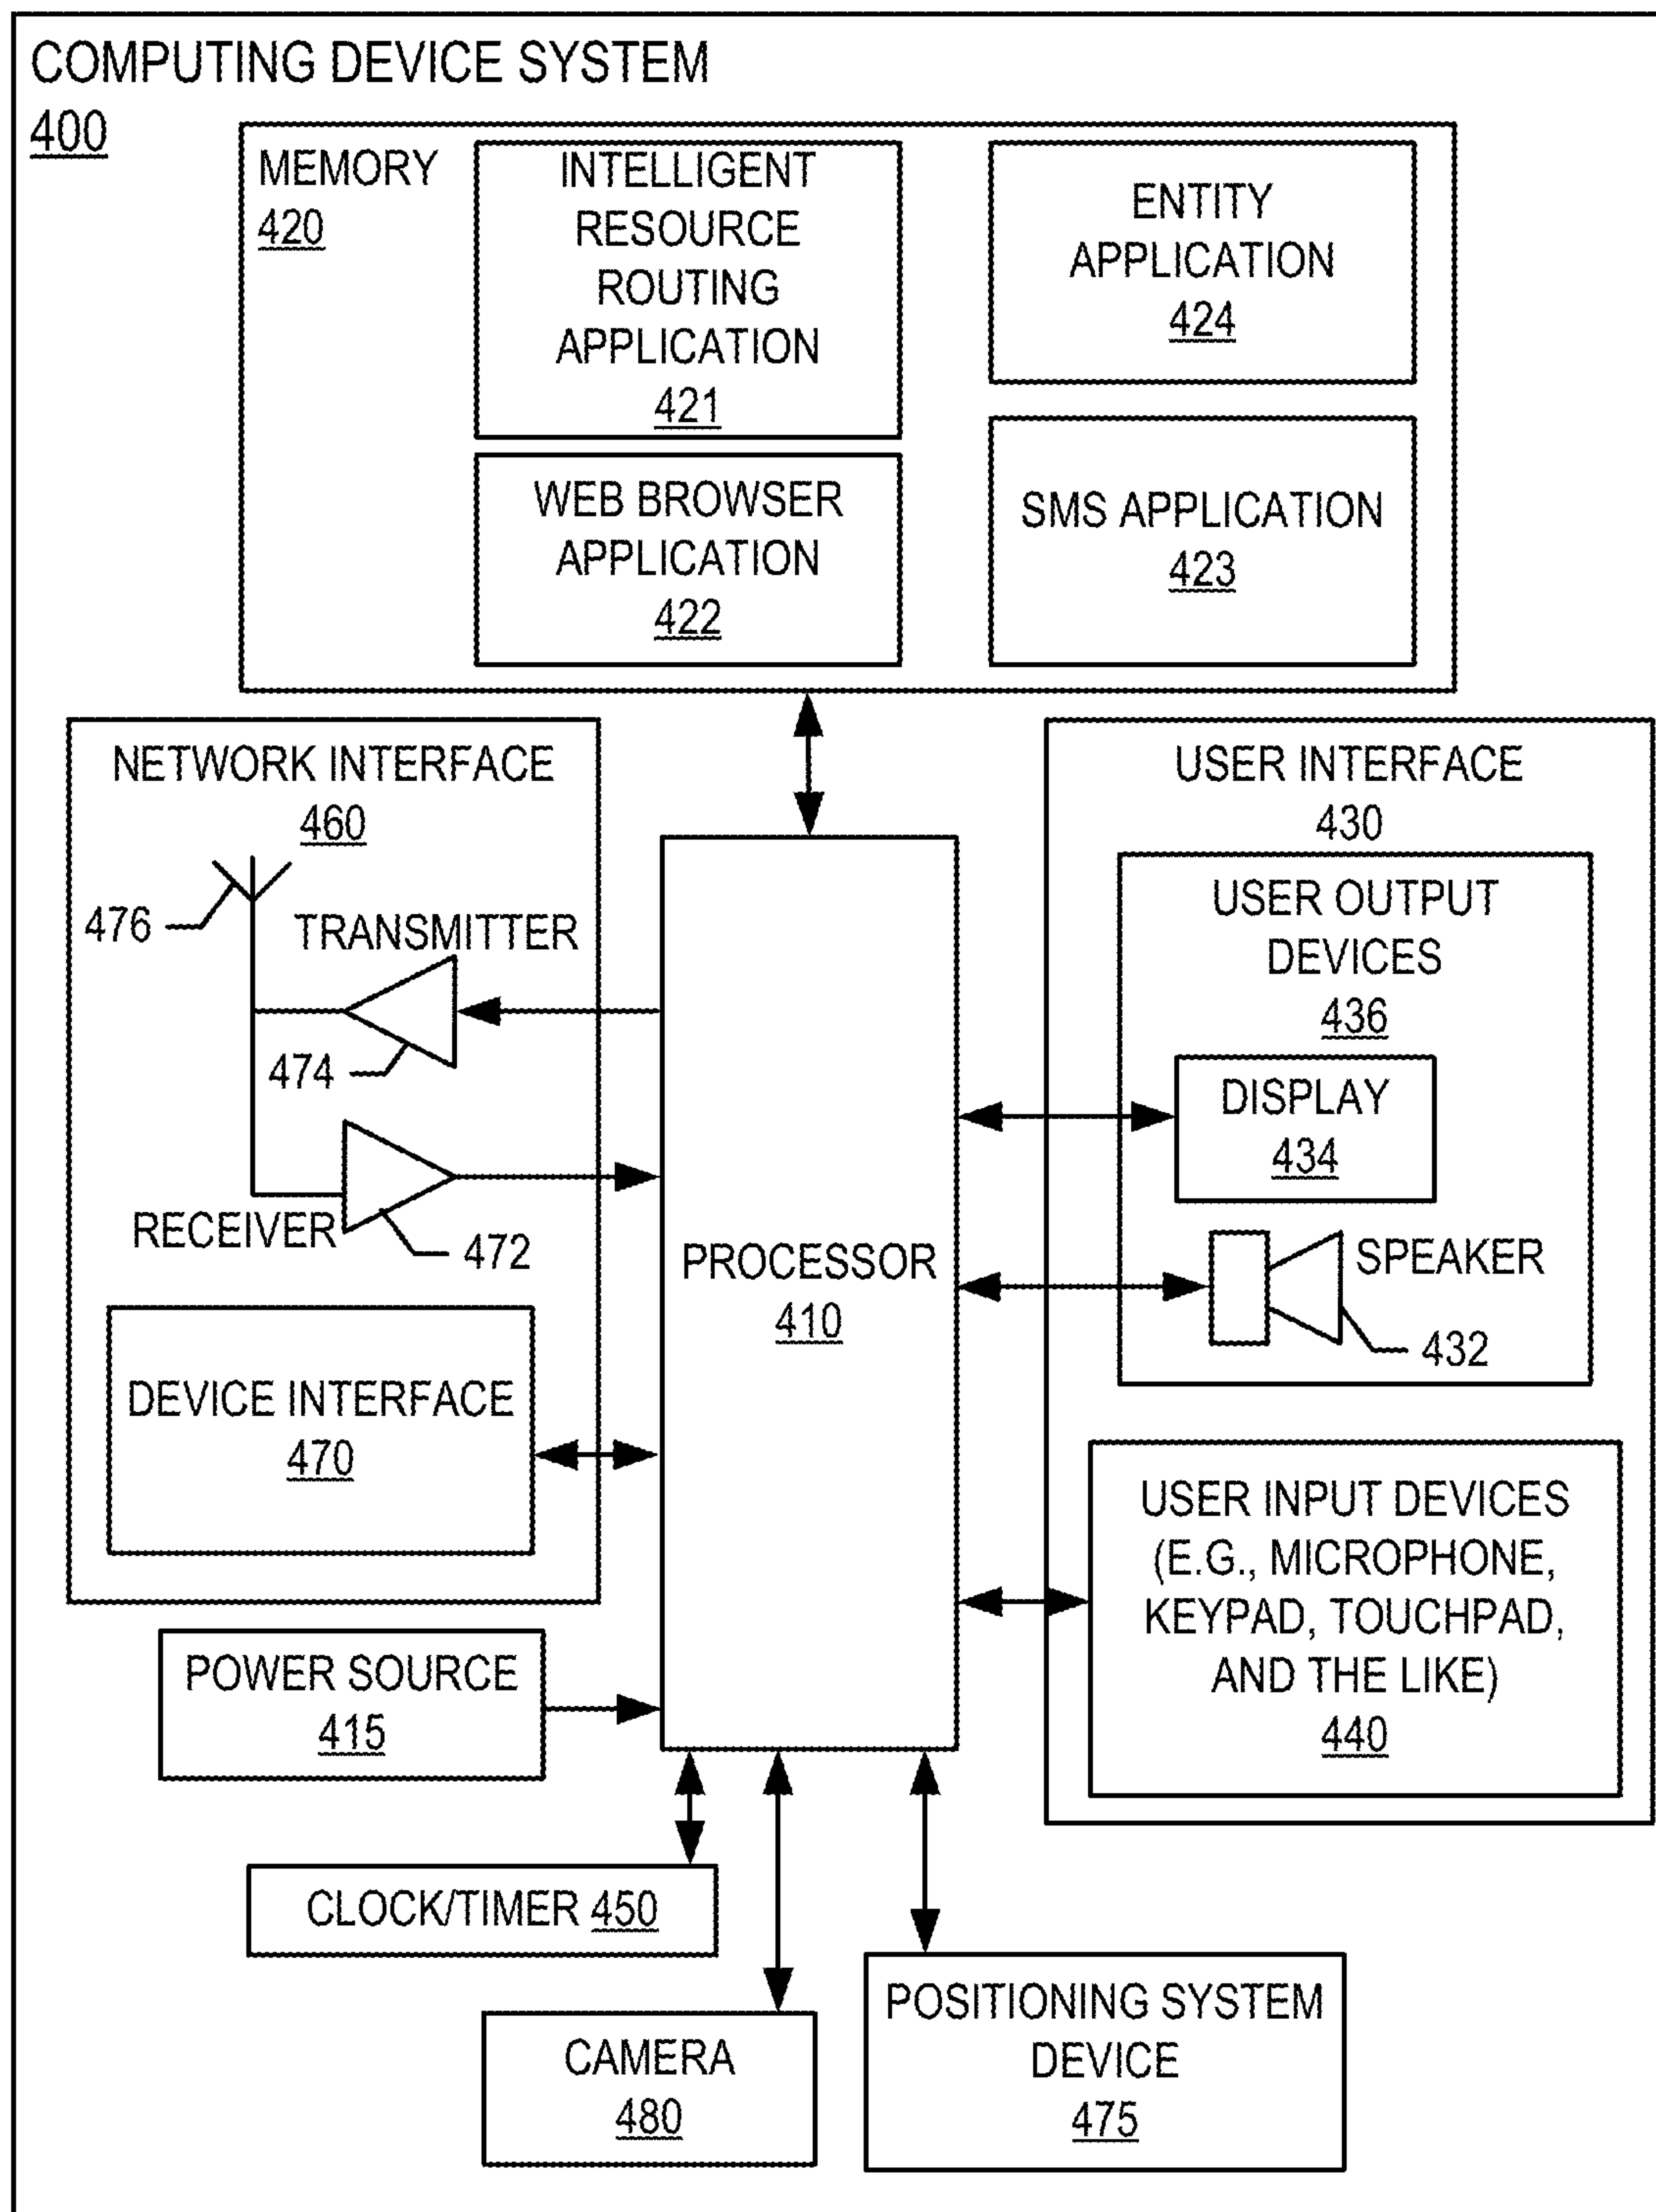 COMPUTING DEVICE SYSTEM
400
MEMORY
420
INTELLIGENT
RESOURCE
ROUTING
APPLICATION
421
ENTITY
APPLICATION
424
WEB BROWSER
APPLICATION
422
SMS APPLICATION
423
NETWORK INTERFACE
460
476
TRANSMITTER
474
RECEIVER
472
DEVICE INTERFACE
470
PROCESSOR
410
USER INTERFACE
430
USER OUTPUT
DEVICES
436
DISPLAY
434
SPEAKER
432
USER INPUT DEVICES
(E.G., MICROPHONE,
KEYPAD, TOUCHPAD,
AND THE LIKE)
440
POWER SOURCE
415
CLOCK/TIMER 450
CAMERA
480
POSITIONING SYSTEM
DEVICE
475